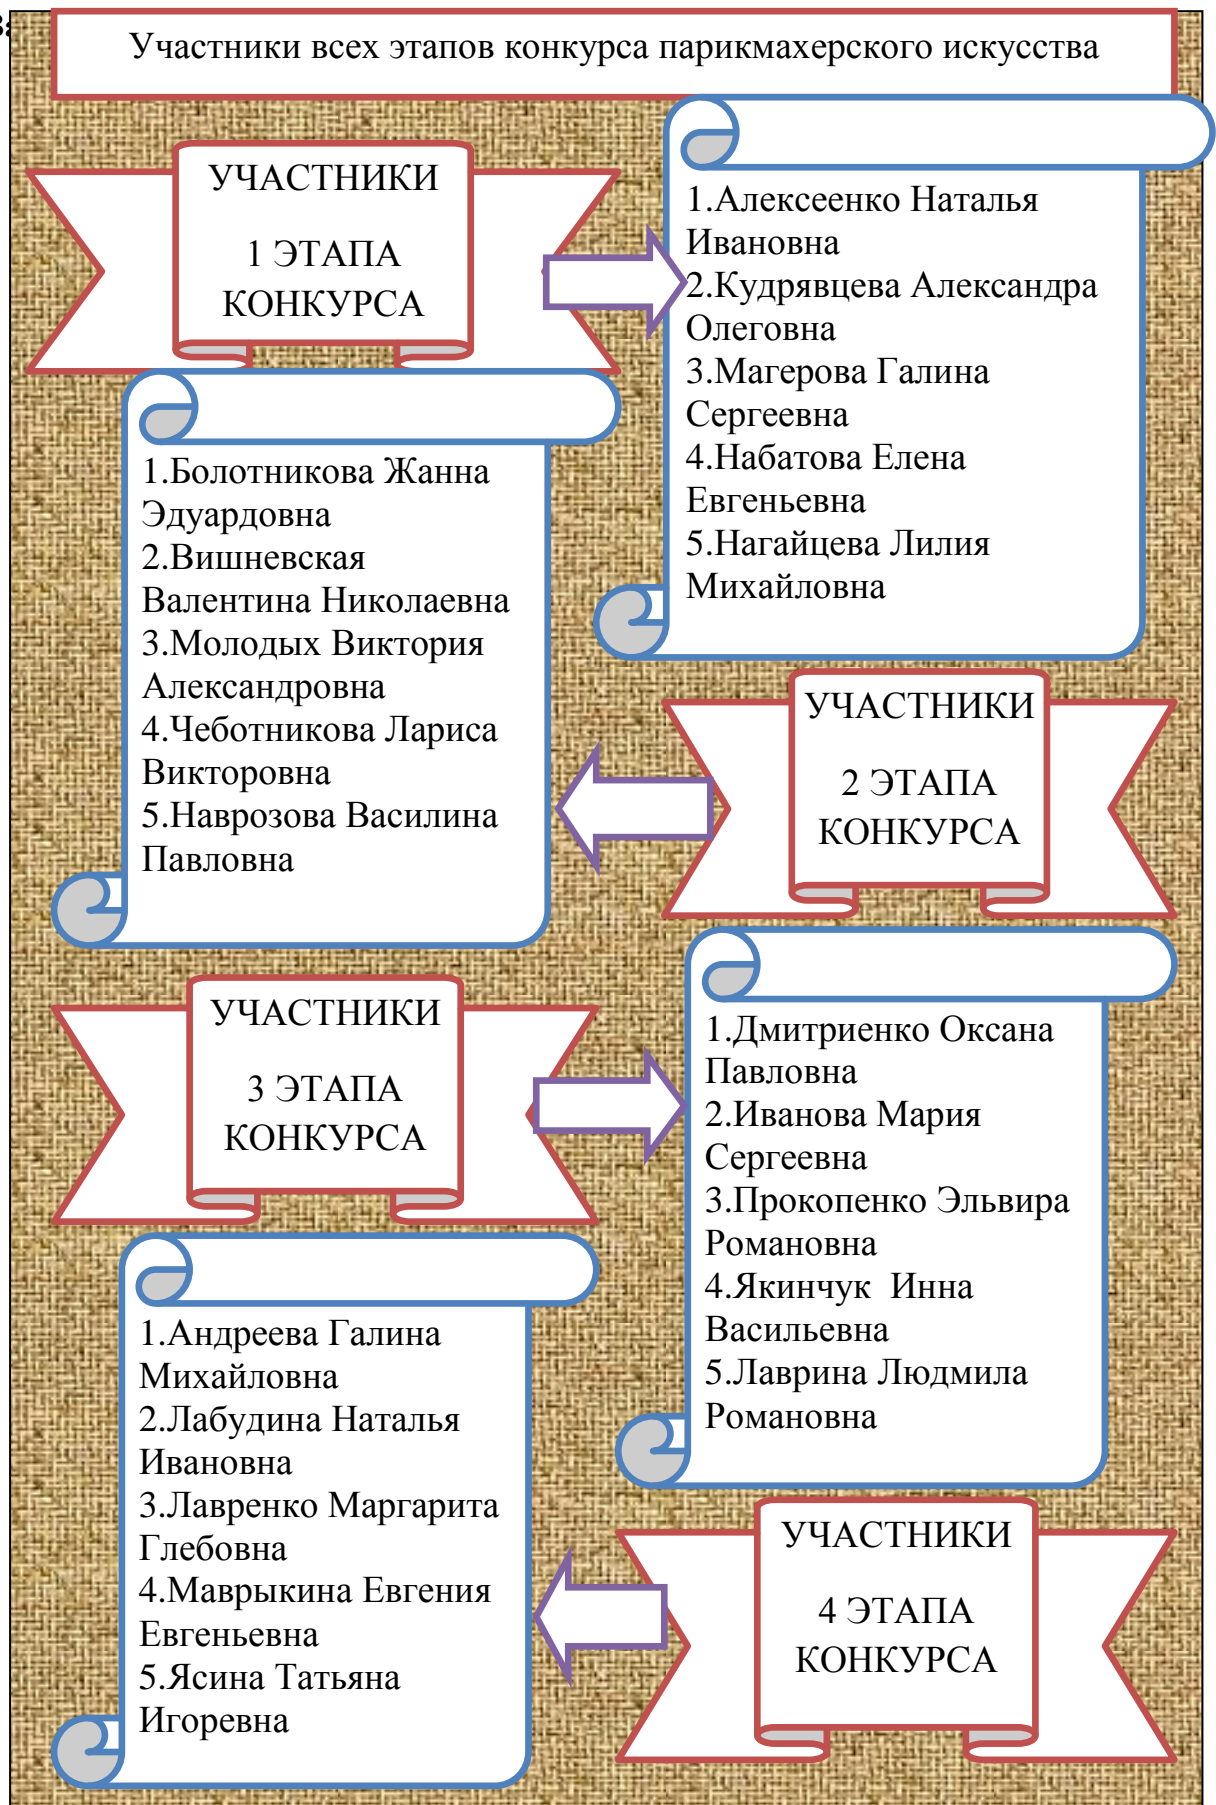 Участники всех этапов конкурса парикмахерского искусства
УЧАСТНИКИ
1 ЭТАПА
КОНКУРСА
1.Алексеенко Наталья
Ивановна
2.Кудрявцева Александра
Олеговна
3.Магерова Галина
Сергеевна
4.Набатова Елена
Евгеньевна
5.Нагайцева Лилия
Михайловна
УЧАСТНИКИ
2 ЭТАПА
КОНКУРСА
1.Болотникова Жанна
Эдуардовна
2.Вишневская
Валентина Николаевна
3.Молодых Виктория
Александровна
4.Чеботникова Лариса
Викторовна
5.Наврозова Василина
Павловна
УЧАСТНИКИ
3 ЭТАПА
КОНКУРСА
1.Дмитриенко Оксана
Павловна
2.Иванова Мария
Сергеевна
3.Прокопенко Эльвира
Романовна
4.Якинчук  Инна
Васильевна
5.Лаврина Людмила
Романовна
УЧАСТНИКИ
4 ЭТАПА
КОНКУРСА
1.Андреева Галина
Михайловна
2.Лабудина Наталья
Ивановна
3.Лавренко Маргарита
Глебовна
4.Маврыкина Евгения
Евгеньевна
5.Ясина Татьяна
Игоревна